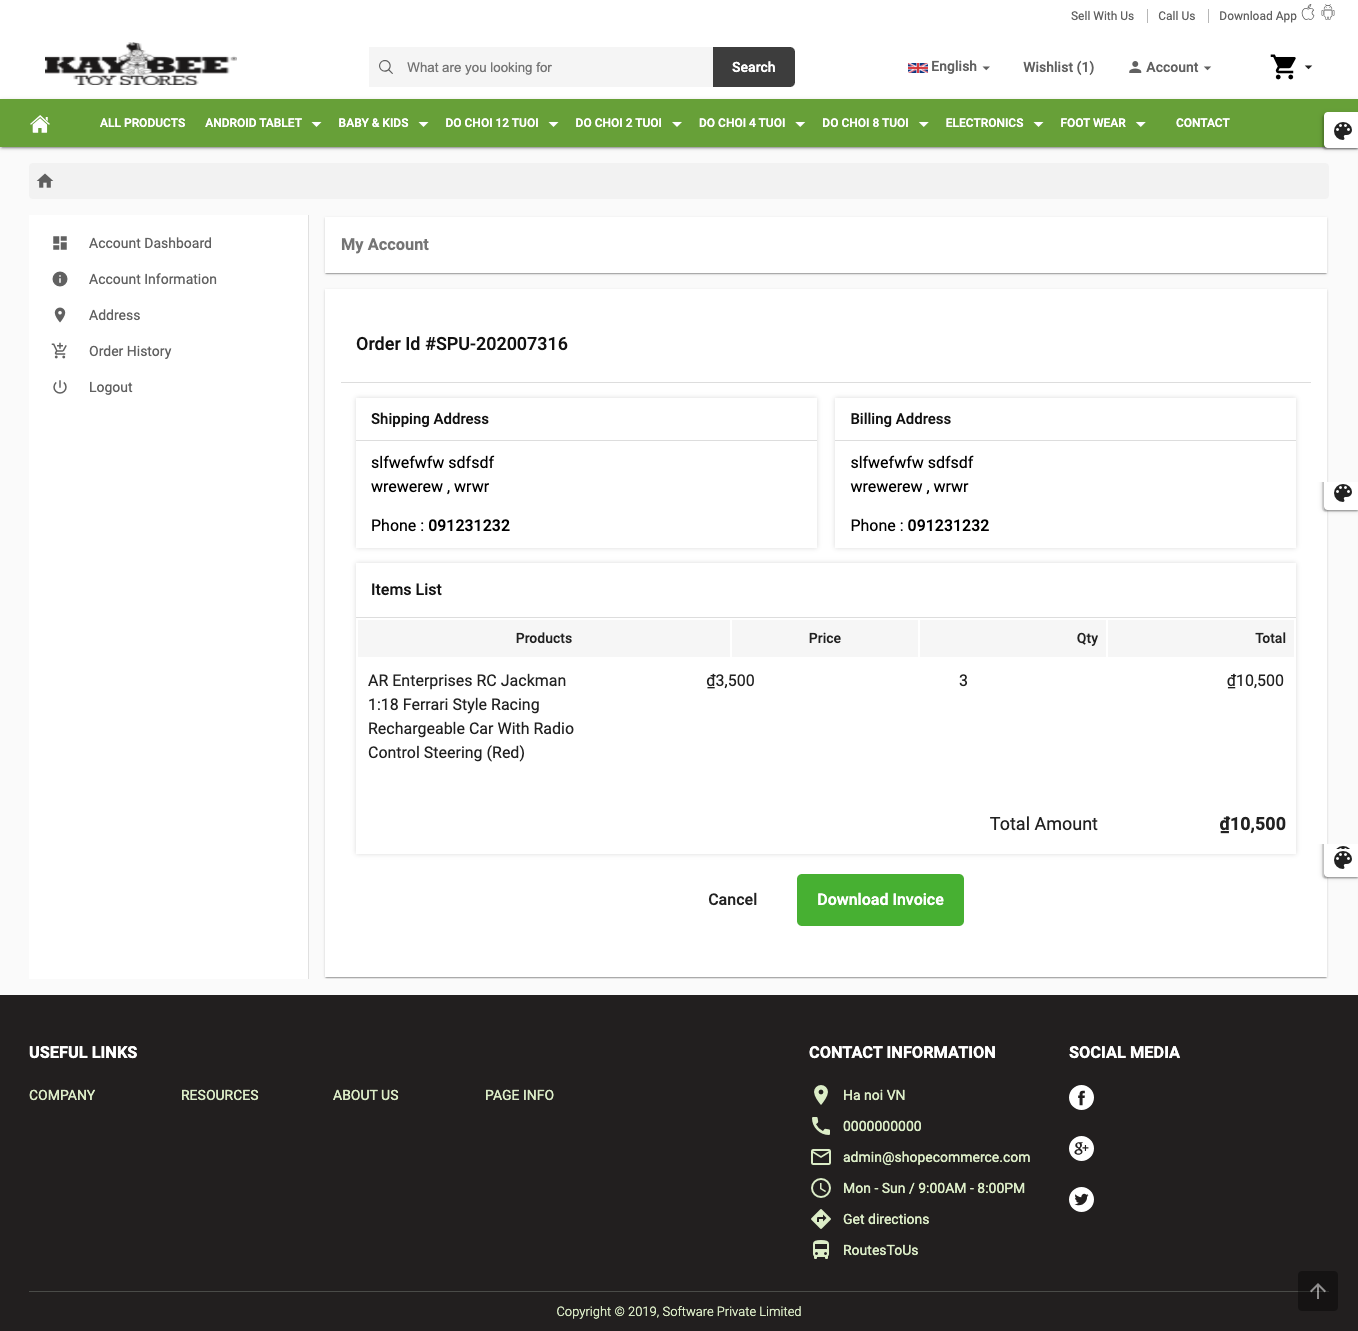 Sell With Us
Call Us
Download App
KAY BEE
TOY STORES
What are you looking for
Search
English
Wishlist (1)
Account
ALL PRODUCTS
ANDROID TABLET
BABY & KIDS
DO CHOI 12 TUOI
DO CHOI 2 TUOI
DO CHOI 4 TUOI
DO CHOI 8 TUOI
ELECTRONICS
FOOT WEAR
CONTACT
Account Dashboard
Account Information
Address
Order History
Logout
My Account
Order Id #SPU-202007316
Shipping Address
slfwefwfw sdfsdf
wrewerew , wrwr
Phone : 091231232
Billing Address
slfwefwfw sdfsdf
wrewerew , wrwr
Phone : 091231232
Items List
Products Price Qty Total
AR Enterprises RC Jackman ₫3,500 3 ₫10,500
1:18 Ferrari Style Racing
Rechargeable Car With Radio
Control Steering (Red)
Total Amount ₫10,500
Cancel
Download Invoice
USEFUL LINKS
COMPANY
RESOURCES
ABOUT US
PAGE INFO
CONTACT INFORMATION
Ha noi VN
0000000000
admin@shopecommerce.com
Mon - Sun / 9:00AM - 8:00PM
Get directions
RoutesToUs
SOCIAL MEDIA
Copyright © 2019, Software Private Limited